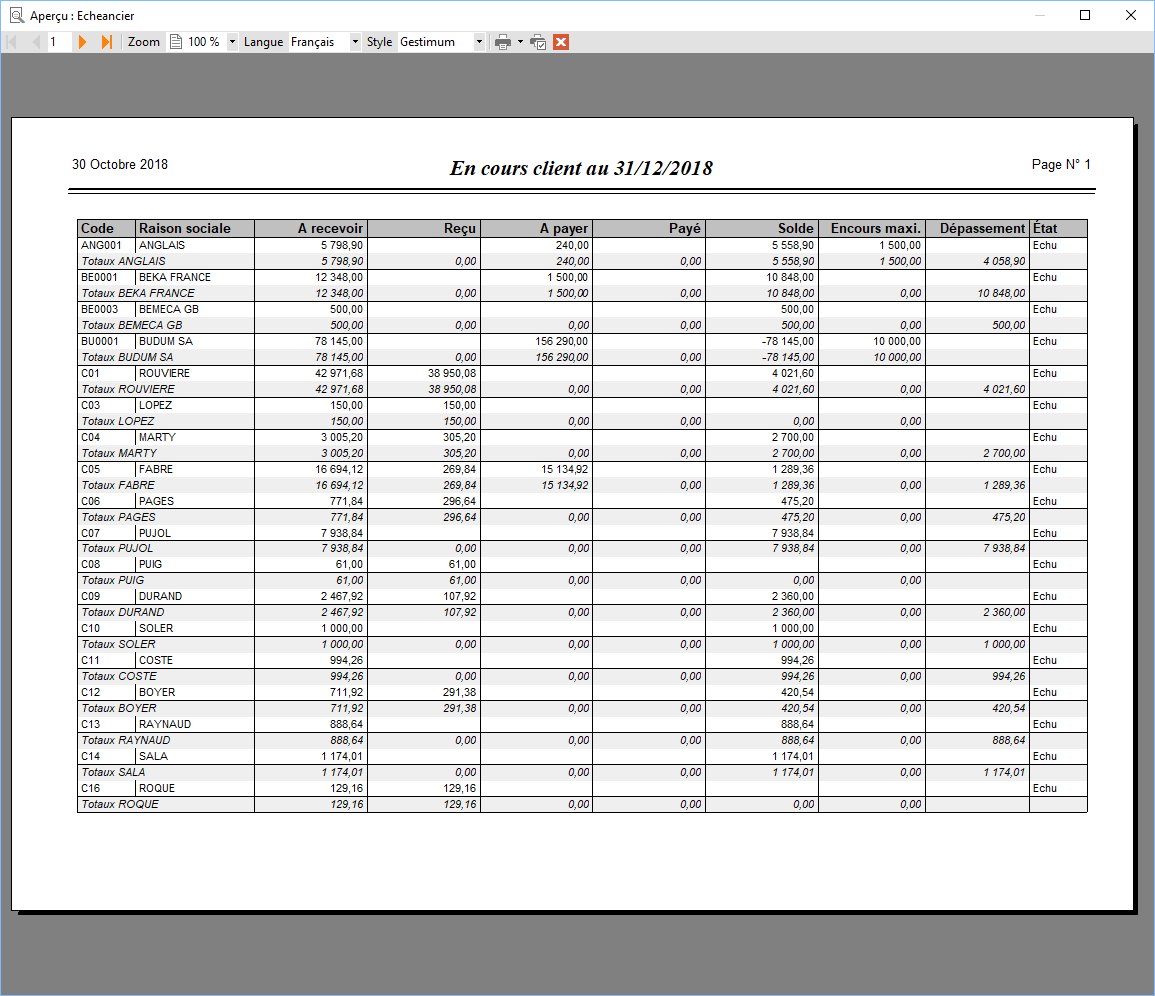 Aperçu : Echeancier
1 Zoom 100 % Langue Français Style Gestimum
30 Octobre 2018 En cours client au 31/12/2018 Page N° 1
Code Raison sociale A recevoir Reçu A payer Payé Solde Encours maxi. Dépassement État
ANG001 ANGLAIS 5 798,90 240,00 5 558,90 1 500,00 Echu
Totaux ANGLAIS 5 798,90 0,00 240,00 0,00 5 558,90 1 500,00 4 058,90
BE0001 BEKA FRANCE 12 348,00 1 500,00 10 848,00 Echu
Totaux BEKA FRANCE 12 348,00 0,00 1 500,00 0,00 10 848,00 0,00 10 848,00
BE0003 BEMECA GB 500,00 500,00 Echu
Totaux BEMECA GB 500,00 0,00 0,00 0,00 500,00 0,00 500,00
BU0001 BUDUM SA 78 145,00 156 290,00 -78 145,00 10 000,00 Echu
Totaux BUDUM SA 78 145,00 0,00 156 290,00 0,00 -78 145,00 10 000,00
C01 ROUVIERE 42 971,68 38 950,08 4 021,60 Echu
Totaux ROUVIERE 42 971,68 38 950,08 0,00 0,00 4 021,60 0,00 4 021,60
C03 LOPEZ 150,00 150,00 Echu
Totaux LOPEZ 150,00 150,00 0,00 0,00 0,00 0,00
C04 MARTY 3 005,20 305,20 2 700,00 Echu
Totaux MARTY 3 005,20 305,20 0,00 0,00 2 700,00 0,00 2 700,00
C05 FABRE 16 694,12 269,84 15 134,92 1 289,36 Echu
Totaux FABRE 16 694,12 269,84 15 134,92 0,00 1 289,36 0,00 1 289,36
C06 PAGES 771,84 296,64 475,20 Echu
Totaux PAGES 771,84 296,64 0,00 0,00 475,20 0,00 475,20
C07 PUJOL 7 938,84 7 938,84 Echu
Totaux PUJOL 7 938,84 0,00 0,00 0,00 7 938,84 0,00 7 938,84
C08 PUIG 61,00 61,00 Echu
Totaux PUIG 61,00 61,00 0,00 0,00 0,00 0,00
C09 DURAND 2 467,92 107,92 2 360,00 Echu
Totaux DURAND 2 467,92 107,92 0,00 0,00 2 360,00 0,00 2 360,00
C10 SOLER 1 000,00 1 000,00 Echu
Totaux SOLER 1 000,00 0,00 0,00 0,00 1 000,00 0,00 1 000,00
C11 COSTE 994,26 994,26 Echu
Totaux COSTE 994,26 0,00 0,00 0,00 994,26 0,00 994,26
C12 BOYER 711,92 291,38 420,54 Echu
Totaux BOYER 711,92 291,38 0,00 0,00 420,54 0,00 420,54
C13 RAYNAUD 888,64 888,64 Echu
Totaux RAYNAUD 888,64 0,00 0,00 0,00 888,64 0,00 888,64
C14 SALA 1 174,01 1 174,01 Echu
Totaux SALA 1 174,01 0,00 0,00 0,00 1 174,01 0,00 1 174,01
C16 ROQUE 129,16 129,16 Echu
Totaux ROQUE 129,16 129,16 0,00 0,00 0,00 0,00